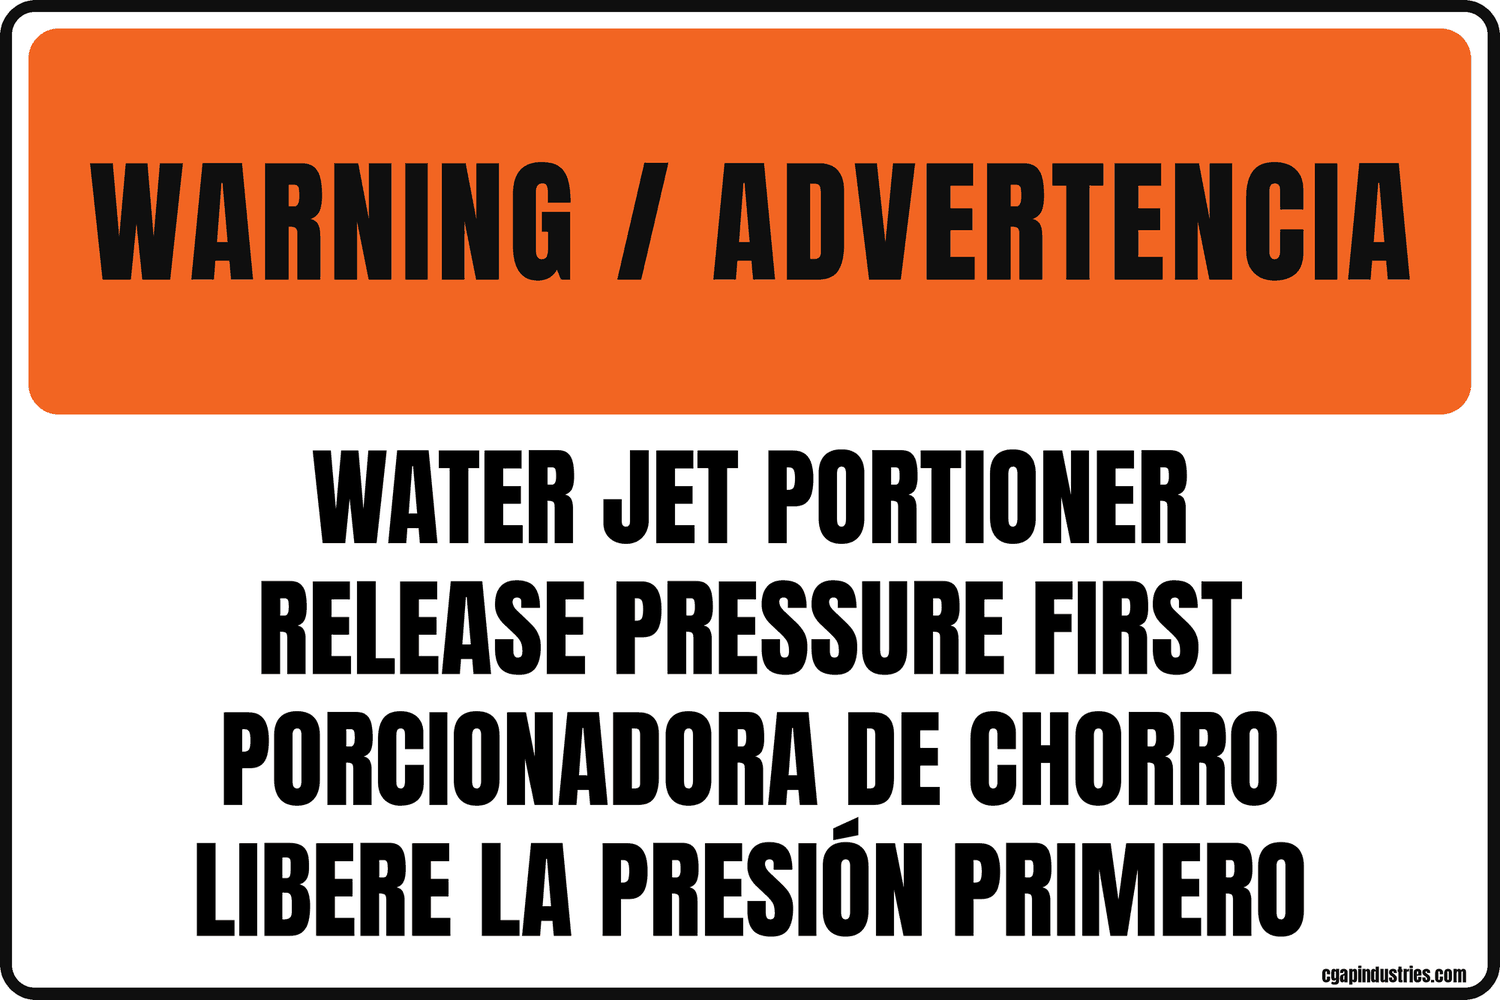 WARNING / ADVERTENCIA
WATER JET PORTIONER
RELEASE PRESSURE FIRST
PORCIONADORA DE CHORRO
LIBERE LA PRESIÓN PRIMERO
cgapindustries.com